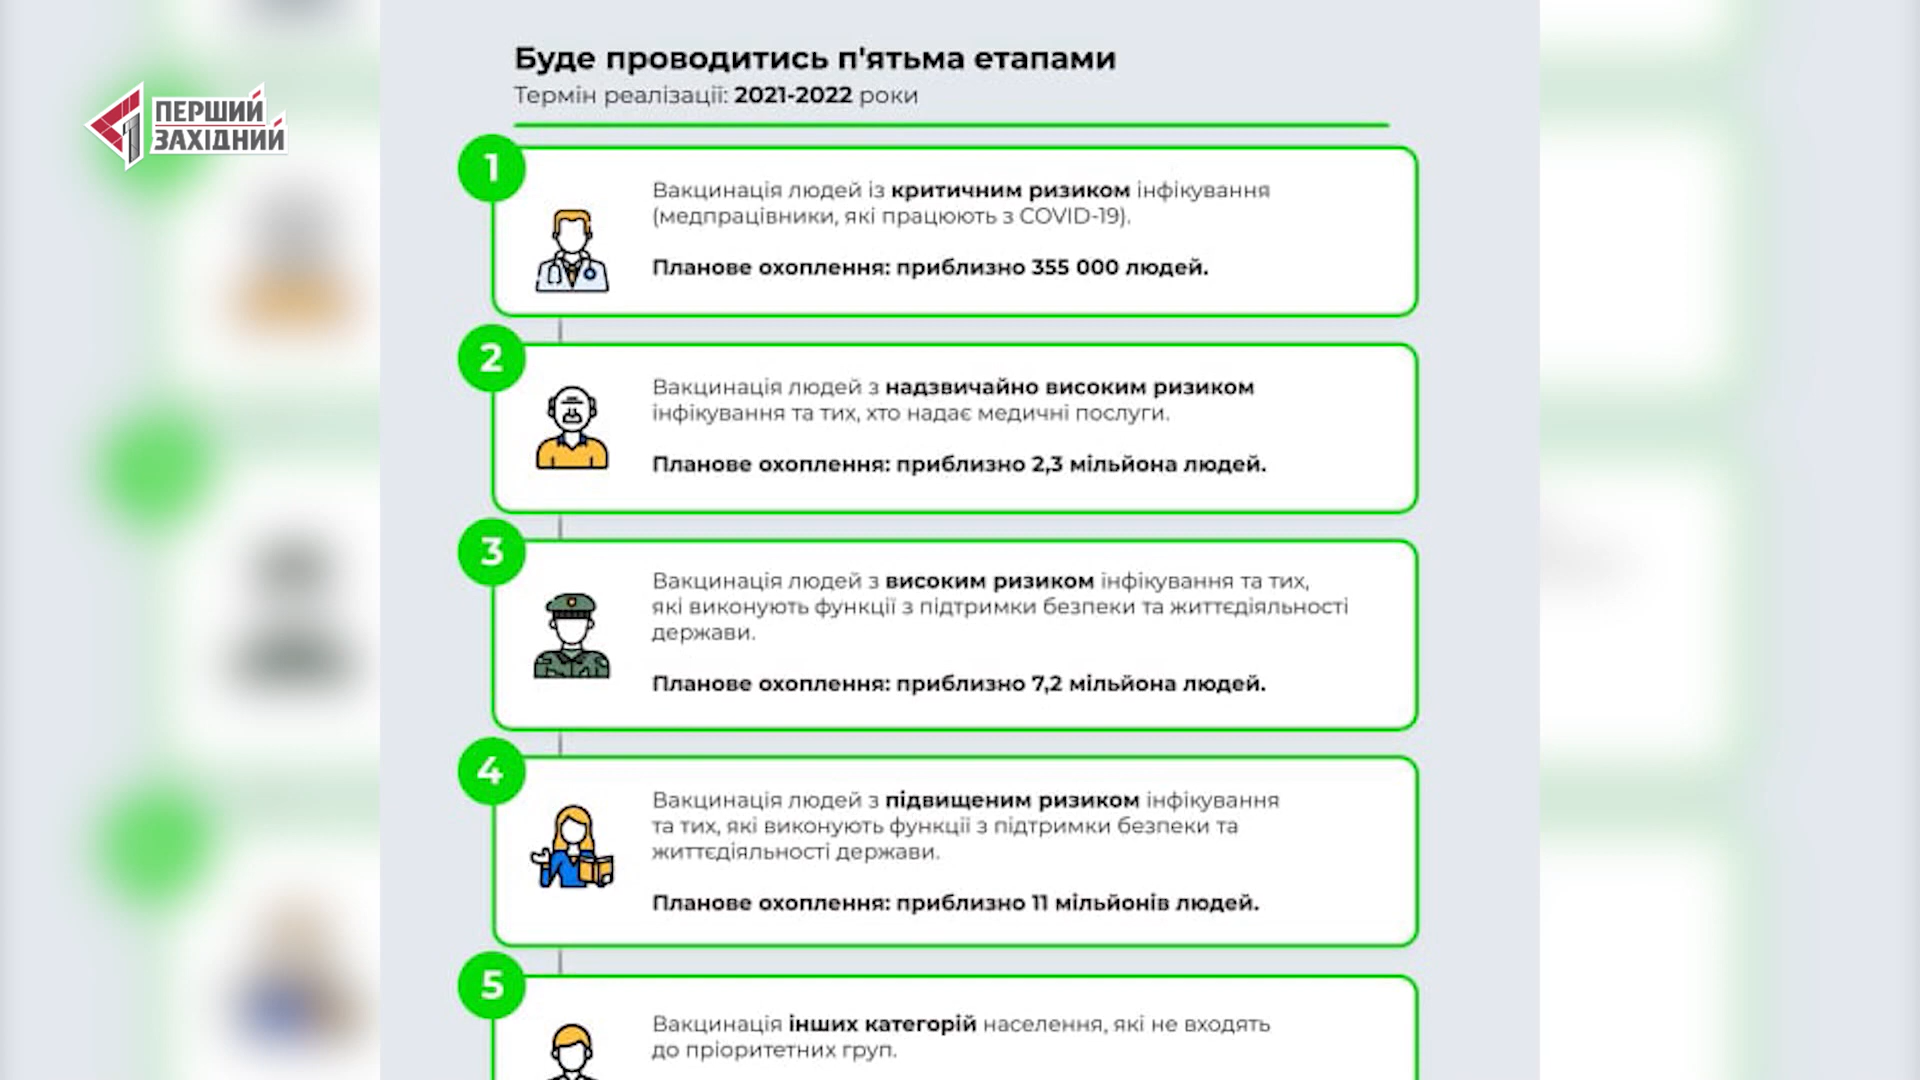 ПЕРШИЙ
ЗАХІДНИЙ
Буде проводитись п'ятьма етапами
Термін реалізації: 2021-2022 роки
1
Вакцинація людей із критичним ризиком інфікування
(медпрацівники, які працюють з COVID-19).
Планове охоплення: приблизно 355 000 людей.
2
Вакцинація людей з надзвичайно високим ризиком
інфікування та тих, хто надає медичні послуги.
Планове охоплення: приблизно 2,3 мільйона людей.
3
Вакцинація людей з високим ризиком інфікування та тих,
які виконують функції з підтримки безпеки та життєдіяльності
держави.
Планове охоплення: приблизно 7,2 мільйона людей.
4
Вакцинація людей з підвищеним ризиком інфікування
та тих, які виконують функції з підтримки безпеки та
життєдіяльності держави.
Планове охоплення: приблизно 11 мільйонів людей.
5
Вакцинація інших категорій населення, які не входять
до пріоритетних груп.